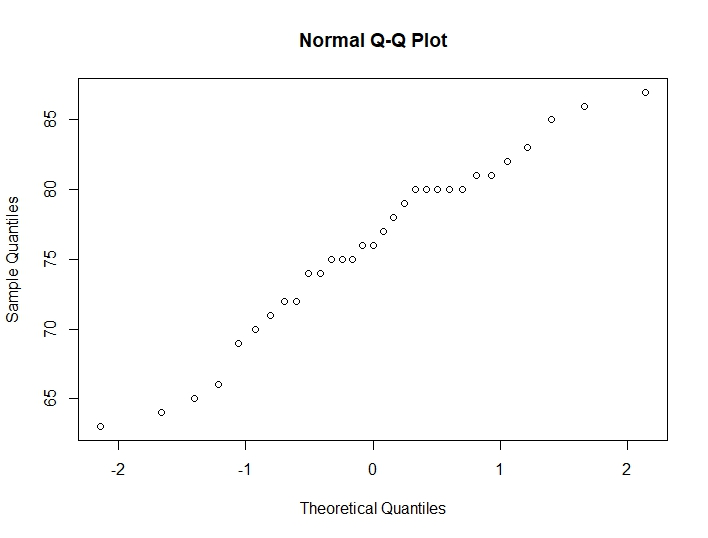 Normal Q-Q Plot
85
80
75
70
65
Sample Quantiles
-2 -1 0 1 2
Theoretical Quantiles